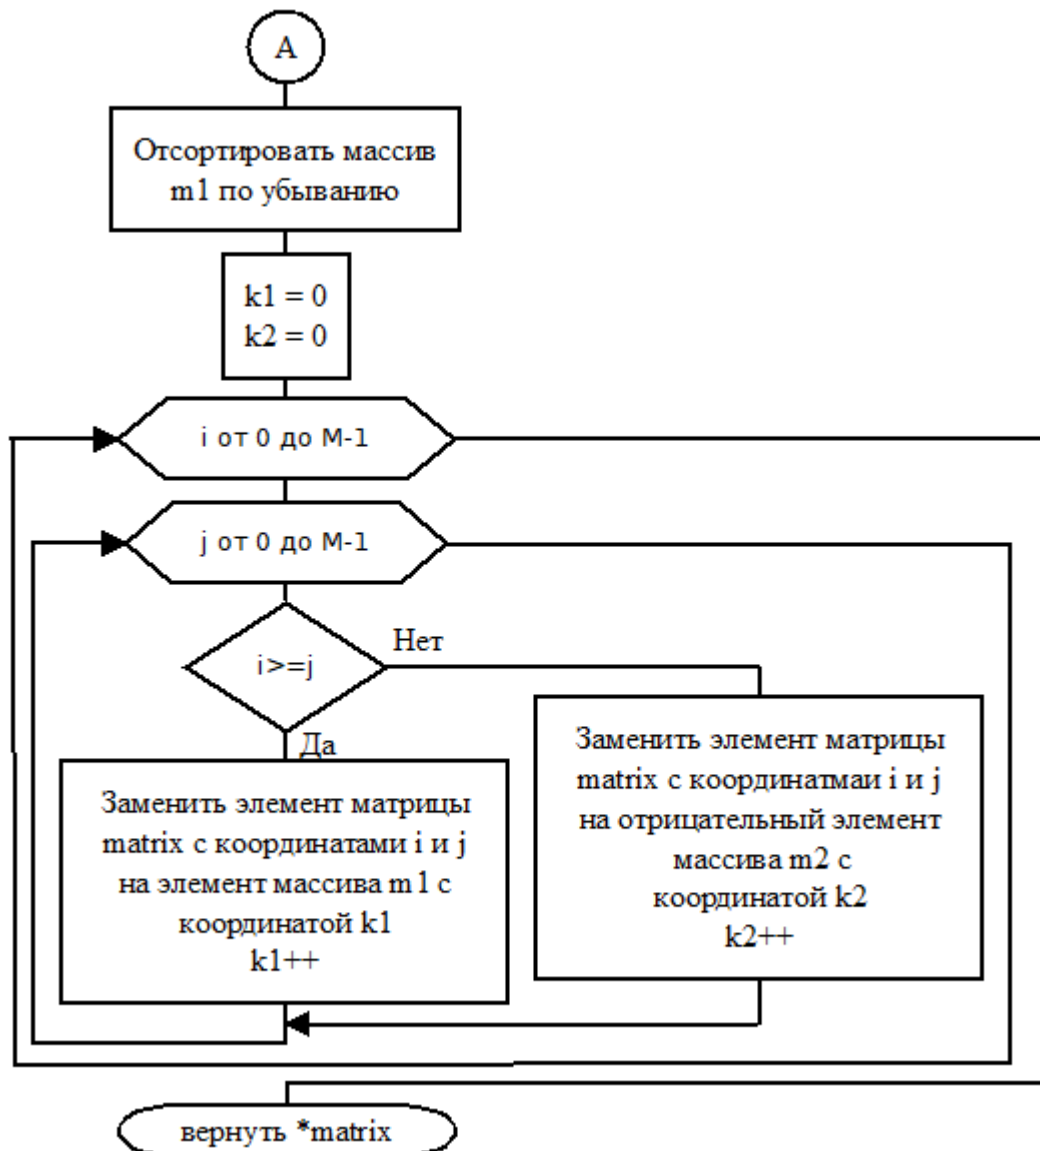 А
Отсортировать массив
m1 по убыванию
k1 = 0
k2 = 0
i от 0 до M-1
j от 0 до M-1
i>=j
Нет
Да
Заменить элемент матрицы
matrix с координатами i и j
на элемент массива m1 с
координатой k1
k1++
Заменить элемент матрицы
matrix с координатмаи i и j
на отрицательный элемент
массива m2 с
координатой k2
k2++
вернуть *matrix